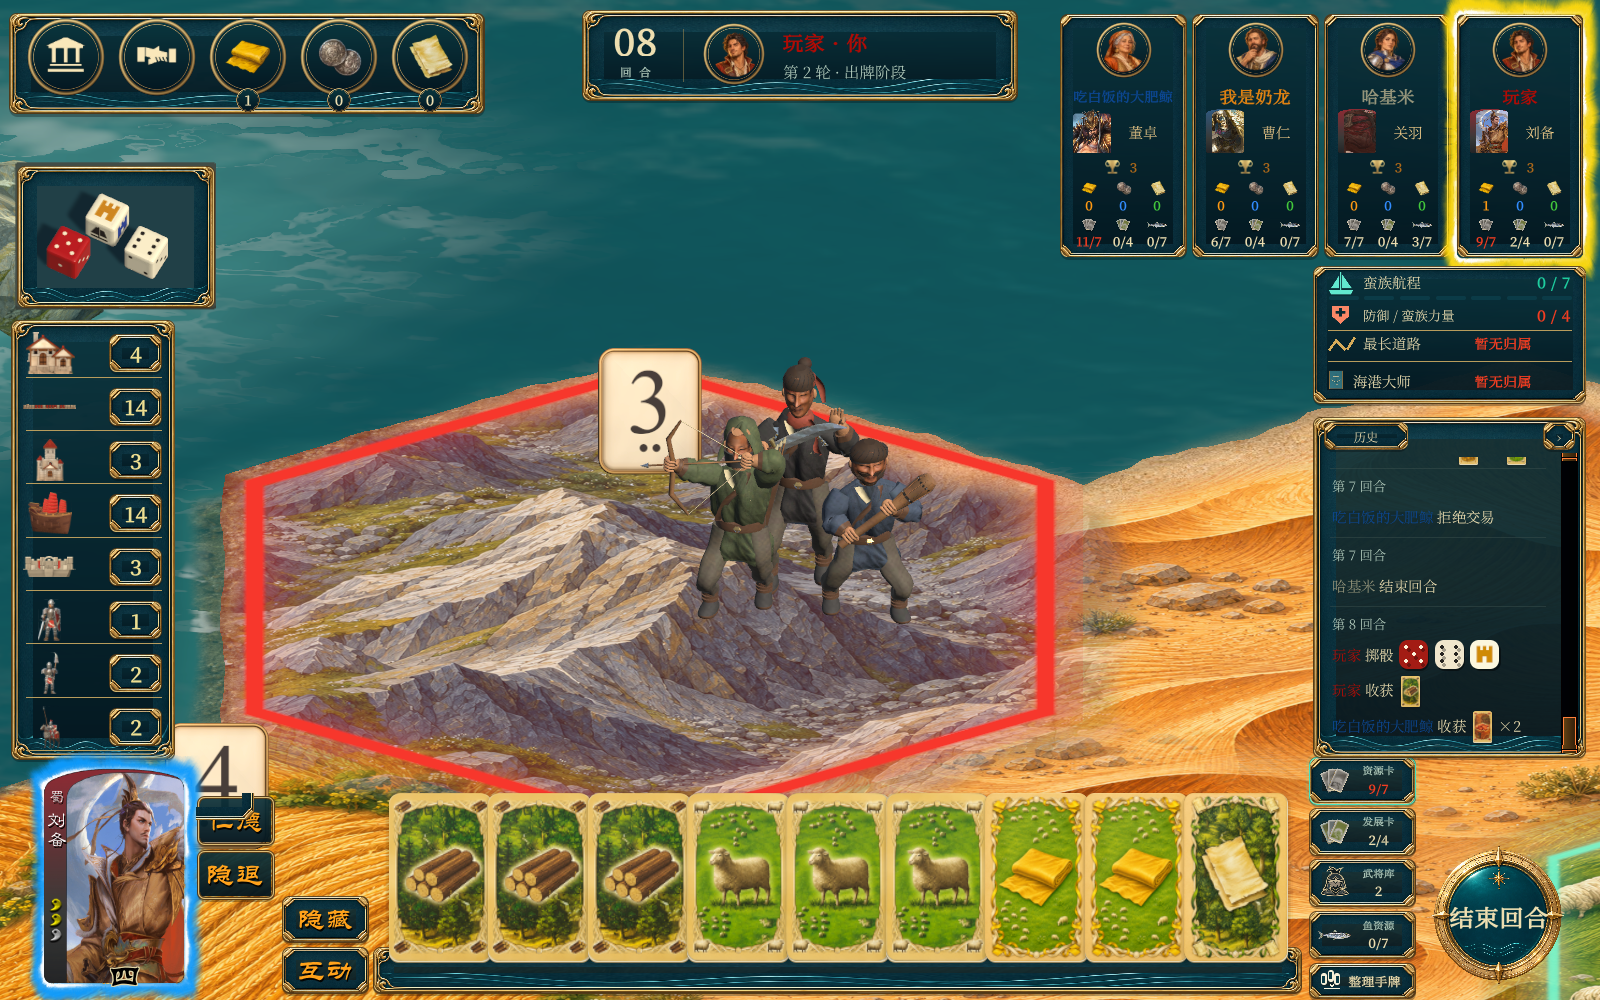 1
0
0
08
回合
玩家 · 你
第 2 轮 · 出牌阶段
吃白饭的大肥鲸
董卓
3
0
0
0
11/7
0/4
0/7
我是奶龙
曹仁
3
0
0
0
6/7
0/4
0/7
哈基米
关羽
3
0
0
0
7/7
0/4
3/7
玩家
刘备
3
1
0
0
9/7
2/4
0/7
蛮族航程
0 / 7
防御 / 蛮族力量
0 / 4
最长道路
暂无归属
海港大师
暂无归属
4
14
3
14
3
1
2
2
3
4
历史
第 7 回合
吃白饭的大肥鲸 拒绝交易
第 7 回合
哈基米 结束回合
第 8 回合
玩家 掷骰
玩家 收获
吃白饭的大肥鲸 收获 ×2
蜀
刘备
四
仁德
隐退
隐藏
互动
资源卡
9/7
发展卡
2/4
武将库
2
鱼资源
0/7
整理手牌
结束回合